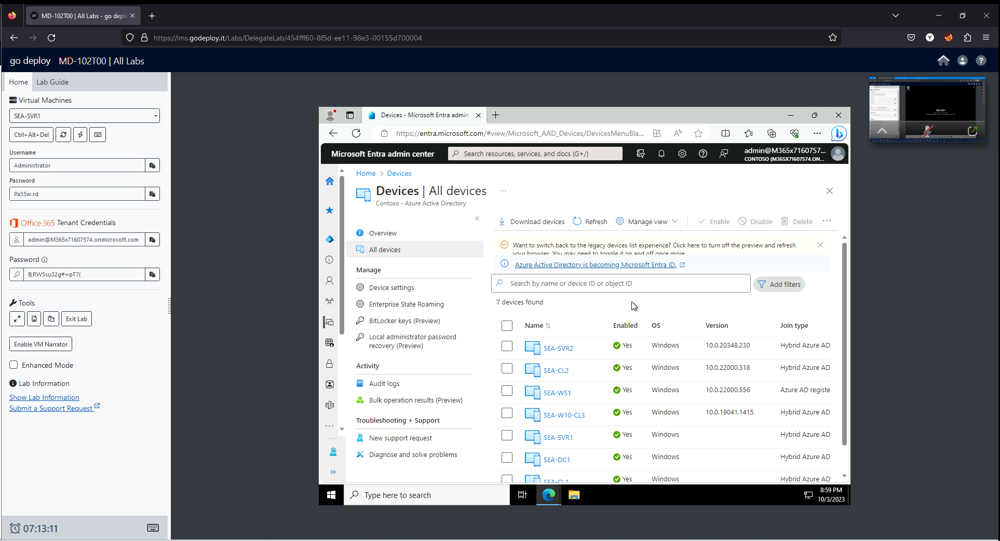 MD-102T00 | All Labs - go deplo
https://lms.godeploy.it/Labs/DelegateLab/454fff60-8f5d-ee11-98e3-00155d700004
Y
go deploy MD-102T00 | All Labs
Home Lab Guide
Virtual Machines
SEA-SVR1
Ctrl+Alt+Del
Username
Administrator
Password
Pa55w.rd
Office 365 Tenant Credentials
admin@M365x71607574.onmicrosoft.com
Password
B;RW5su32g#=pT7(
Tools
Exit Lab
Enable VM Narrator
Enhanced Mode
Lab Information
Show Lab Information
Submit a Support Request
07:13:11
Devices - Microsoft Entra admin
https://entra.microsoft.com/#view/Microsoft_AAD_Devices/DevicesMenuBla...
Microsoft Entra admin center
Search resources, services, and docs (G+/)
admin@M365x7160757...
CONTOSO (M365X71607574.ON...
Home > Devices
Devices | All devices ...
Contoso - Azure Active Directory
Overview
All devices
Manage
Device settings
Enterprise State Roaming
BitLocker keys (Preview)
Local administrator password
recovery (Preview)
Activity
Audit logs
Bulk operation results (Preview)
Troubleshooting + Support
New support request
Diagnose and solve problems
Download devices Refresh Manage view Enable Disable Delete ...
Want to switch back to the legacy devices list experience? Click here to turn off the preview and refresh
your browser. You may need to toggle it on and off once more.
Azure Active Directory is becoming Microsoft Entra ID.
Search by name or device ID or object ID
Add filters
7 devices found
Name Enabled OS Version Join type
SEA-SVR2 Yes Windows 10.0.20348.230 Hybrid Azure AD
SEA-CL2 Yes Windows 10.0.22000.318 Hybrid Azure AD
SEA-WS1 Yes Windows 10.0.22000.556 Azure AD registe
SEA-W10-CL3 Yes Windows 10.0.19041.1415 Hybrid Azure AD
SEA-SVR1 Yes Windows Hybrid Azure AD
SEA-DC1 Yes Windows Hybrid Azure AD
SEA-CL1 Yes Windows Hybrid Azure AD
Type here to search
8:59 PM
10/3/2023
SEA-WS1